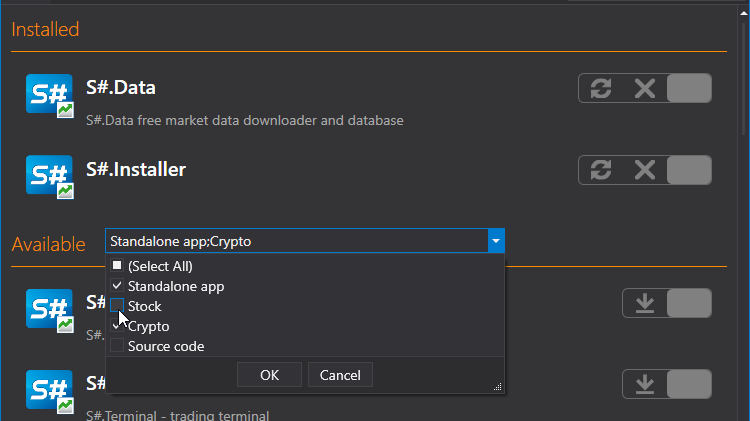 Installed
S#
S#.Data
S#.Data free market data downloader and database
S#
S#.Installer
Available
Standalone app;Crypto
(Select All)
Standalone app
Stock
Crypto
Source code
OK
Cancel
S#
S#
S#.
S#
S#
S#.Terminal - trading terminal